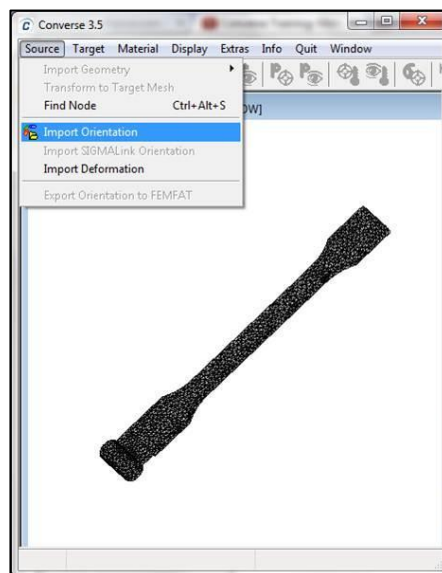 Converse 3.5
Source Target Material Display Extras Info Quit Window
Import Geometry
Transform to Target Mesh
Find Node Ctrl+Alt+S
OW]
Import Orientation
Import SIGMALink Orientation
Import Deformation
Export Orientation to FEMFAT